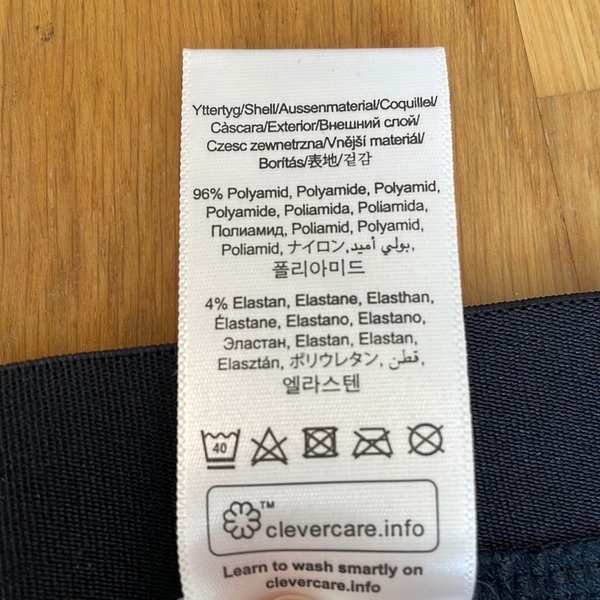 Yttertyg/Shell/Aussenmaterial/Coquillel/
Càscara/Exterior/Внешний слой/
Czesc zewnetrzna/Vnější materiál/
Borítás/表地/겉감
96% Polyamid, Polyamide, Polyamid,
Polyamide, Poliamida, Poliamida,
Полиамид, Poliamid, Polyamid,
Poliamid, ナイロン,بولي أميد,
폴리아미드
4% Elastan, Elastane, Elasthan,
Élastane, Elastano, Elastano,
Эластан, Elastan, Elastan,
Elasztán, ポリウレタン, قطن,
엘라스텐
40
TM
clevercare.info
Learn to wash smartly on
clevercare.info